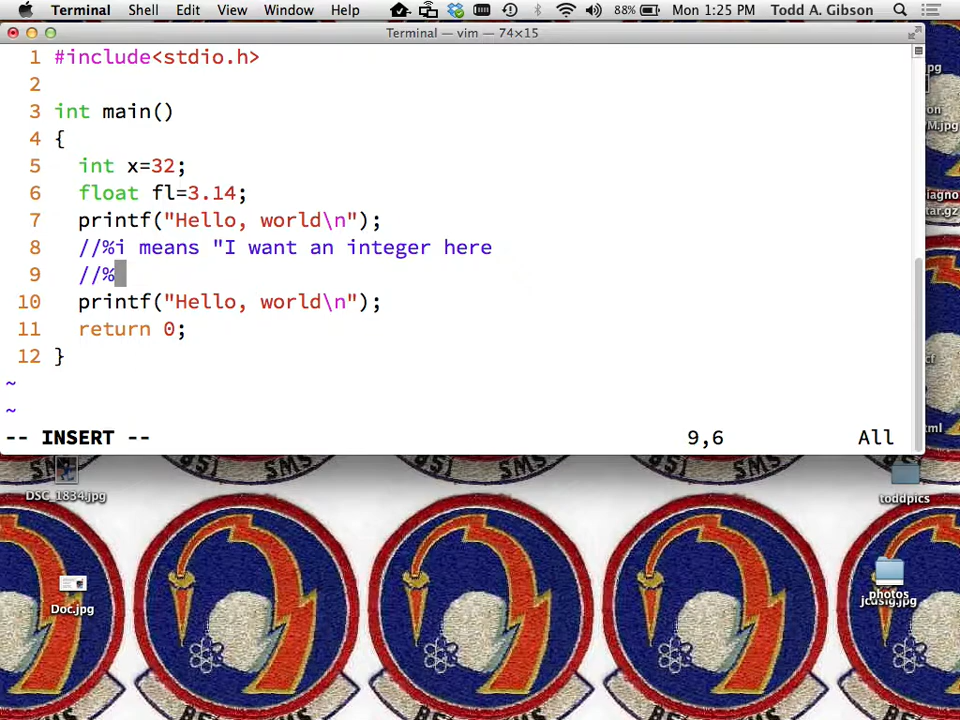 Terminal Shell Edit View Window Help 88% Mon 1:25 PM Todd A. Gibson
Terminal — vim — 74×15
1 #include<stdio.h>
2
3 int main()
4 {
5 int x=32;
6 float fl=3.14;
7 printf("Hello, world\n");
8 //%i means "I want an integer here
9 //%
10 printf("Hello, world\n");
11 return 0;
12 }
~
~
-- INSERT -- 9,6 All
DSC_1834.jpg
toddpics
Doc.jpg
photos